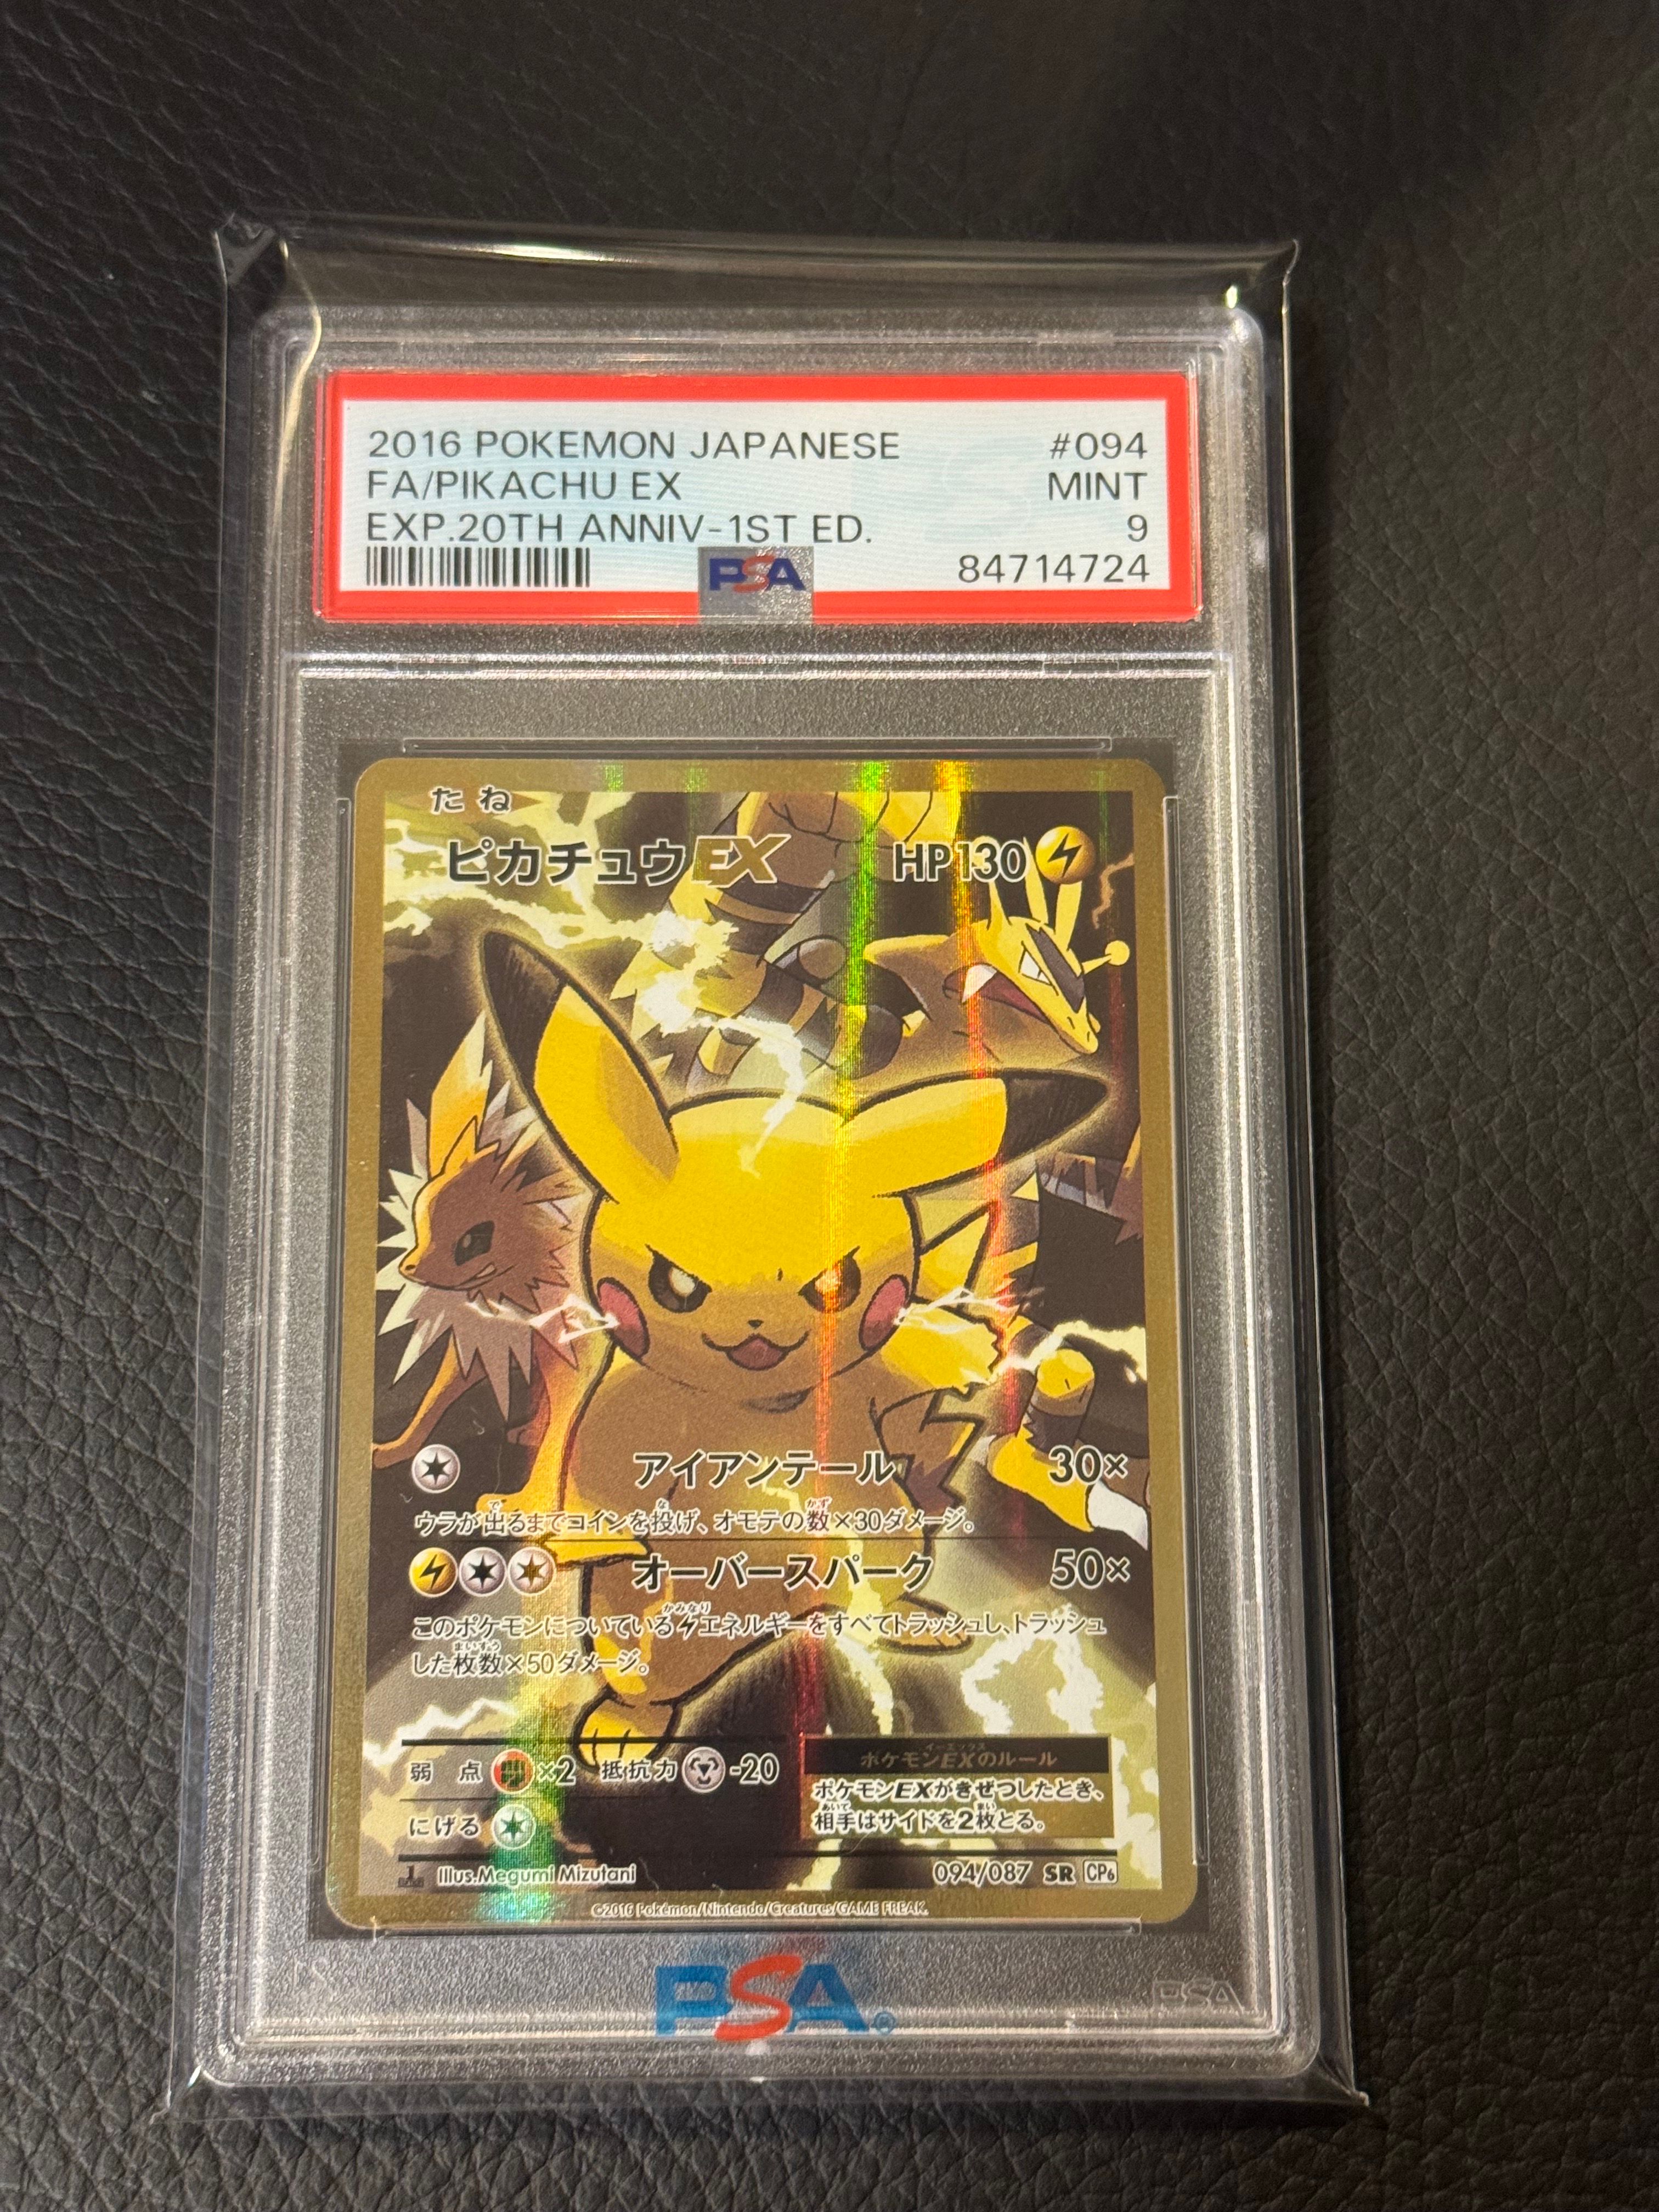 2016 POKEMON JAPANESE #094
FA/PIKACHU EX MINT
EXP.20TH ANNIV-1ST ED. 9
PSA 84714724
たね
ピカチュウEX HP130
アイアンテール 30×
ウラが出るまでコインを投げ、オモテの数×30ダメージ。
オーバースパーク 50×
このポケモンについているエネルギーをすべてトラッシュし、トラッシュ
した枚数×50ダメージ。
弱点 ×2 抵抗力 -20
にげる
ポケモンEXのルール
ポケモンEXがきぜつしたとき、
相手はサイドを2枚とる。
1 Illus.Megumi Mizutani 094/087 SR CP6
©2016 Pokémon/Nintendo/Creatures/GAME FREAK.
PSA®
PSA